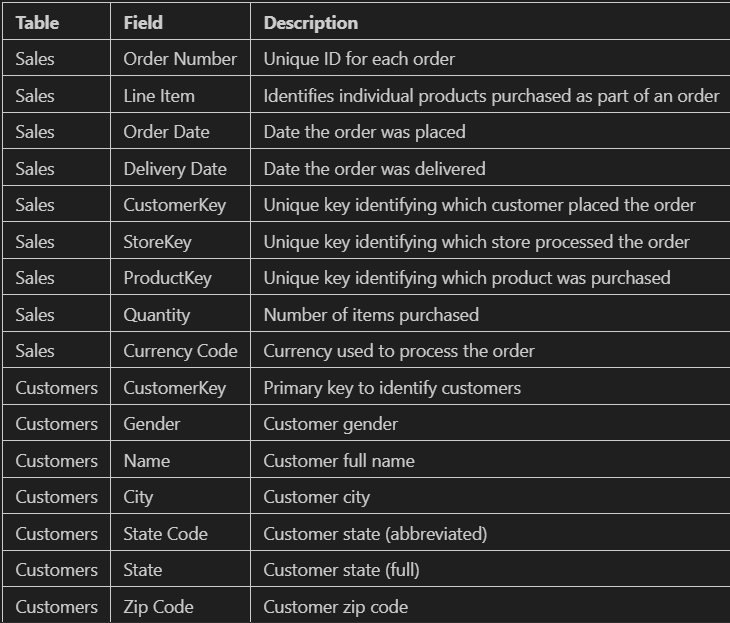 Table Field Description
Sales Order Number Unique ID for each order
Sales Line Item Identifies individual products purchased as part of an order
Sales Order Date Date the order was placed
Sales Delivery Date Date the order was delivered
Sales CustomerKey Unique key identifying which customer placed the order
Sales StoreKey Unique key identifying which store processed the order
Sales ProductKey Unique key identifying which product was purchased
Sales Quantity Number of items purchased
Sales Currency Code Currency used to process the order
Customers CustomerKey Primary key to identify customers
Customers Gender Customer gender
Customers Name Customer full name
Customers City Customer city
Customers State Code Customer state (abbreviated)
Customers State Customer state (full)
Customers Zip Code Customer zip code